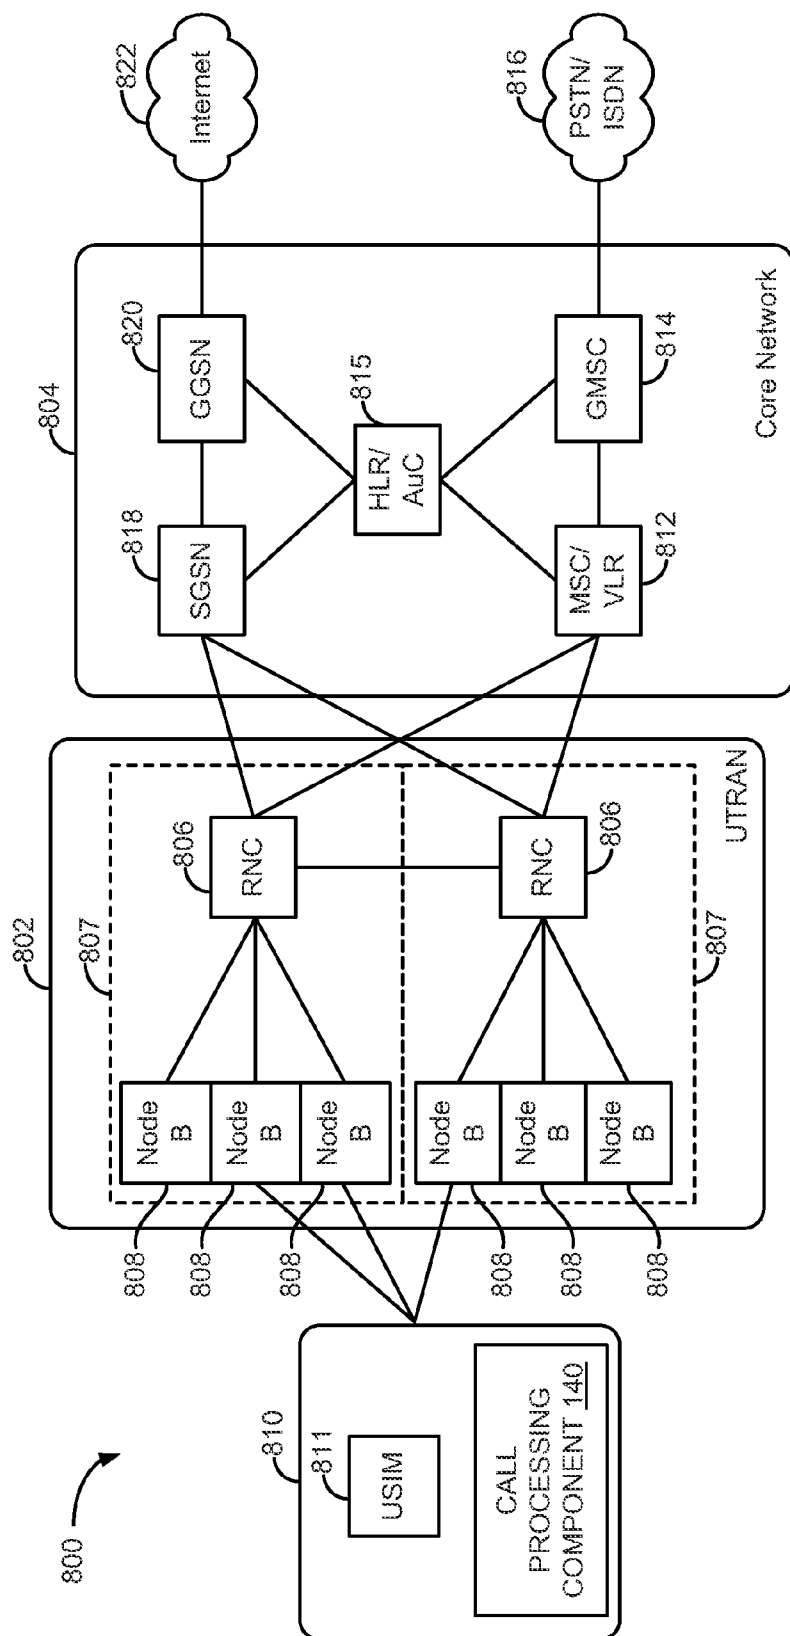 800
810
811
USIM
CALL
PROCESSING
COMPONENT 140
802
807
808
Node
B
808
Node
B
808
Node
B
806
RNC
808
Node
B
808
Node
B
808
Node
B
RNC
806
807
UTRAN
804
818
SGSN
820
GGSN
815
HLR/
AuC
MSC/
VLR
812
GMSC
814
Core Network
822
Internet
816
PSTN/
ISDN